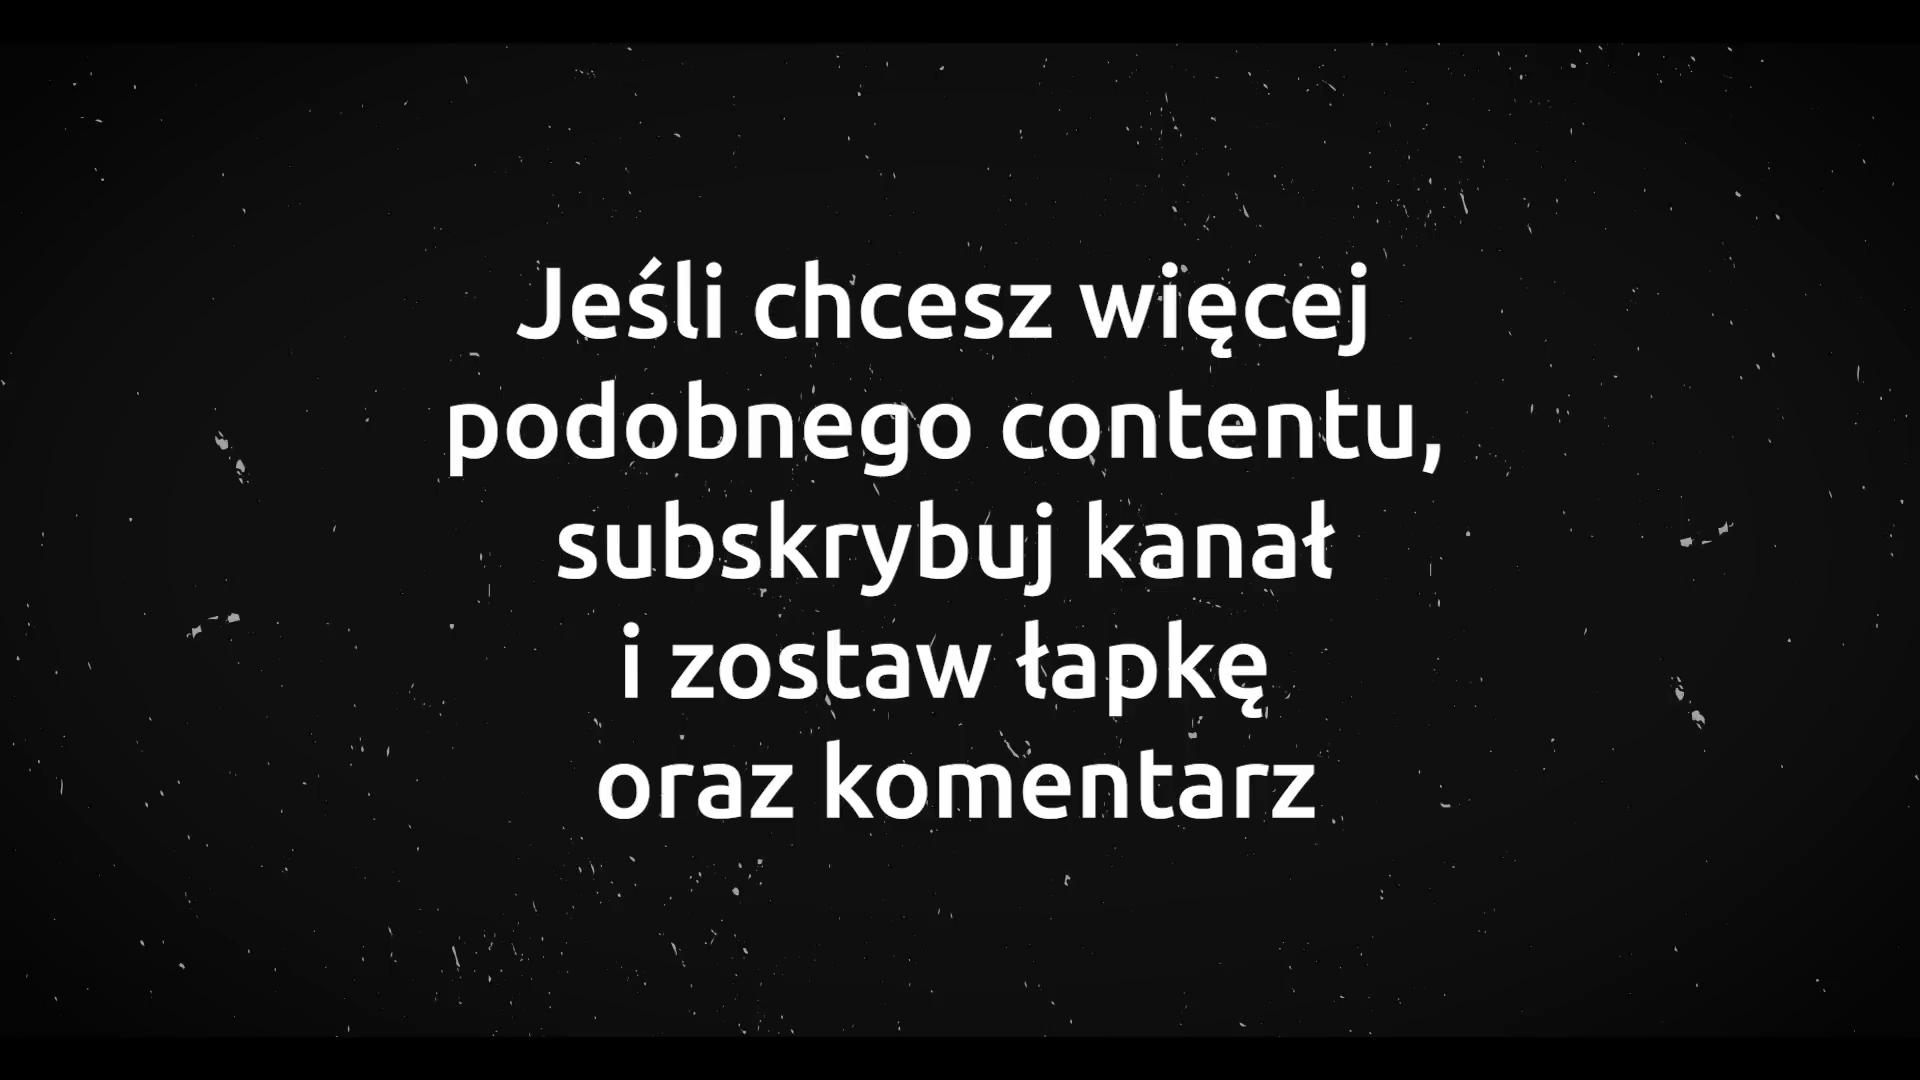 Jeśli chcesz więcej
podobnego contentu,
subskrybuj kanał
i zostaw łapkę
oraz komentarz